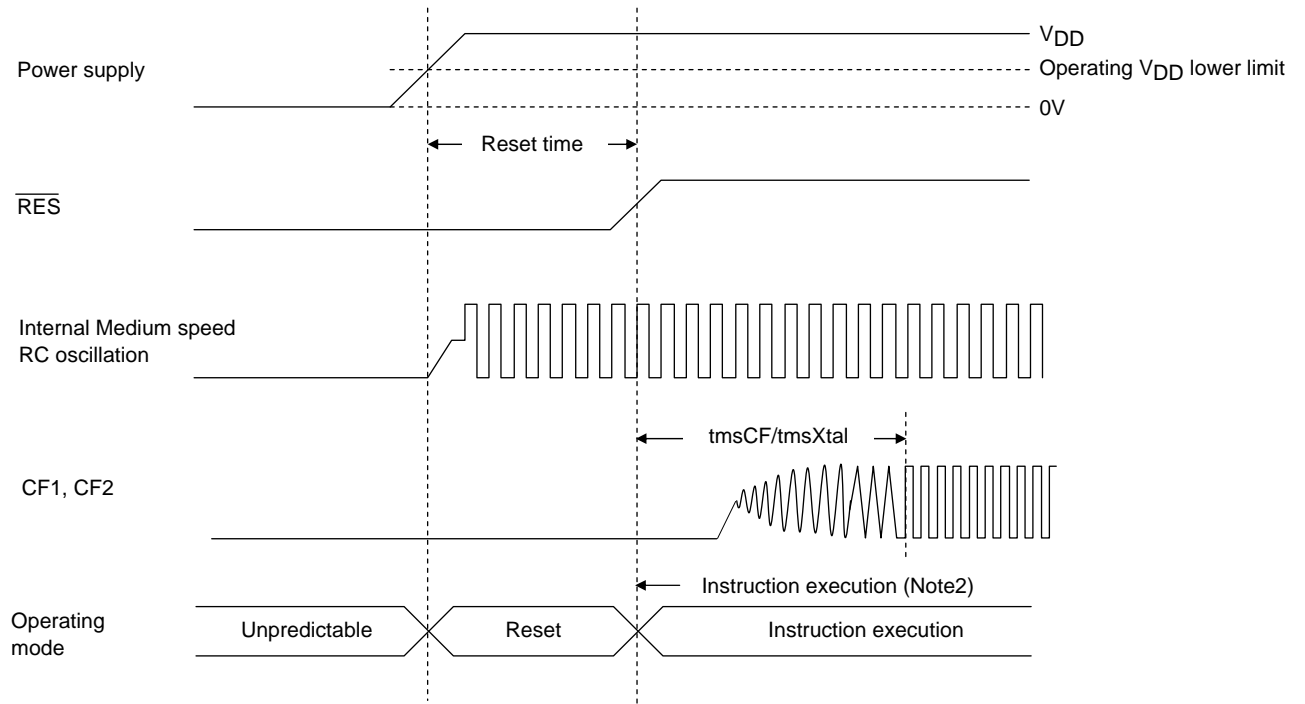 VDD
Power supply
Operating VDD lower limit
0V
Reset time
RES
Internal Medium speed
RC oscillation
tmsCF/tmsXtal
CF1, CF2
Instruction execution (Note2)
Operating
mode
Unpredictable
Reset
Instruction execution